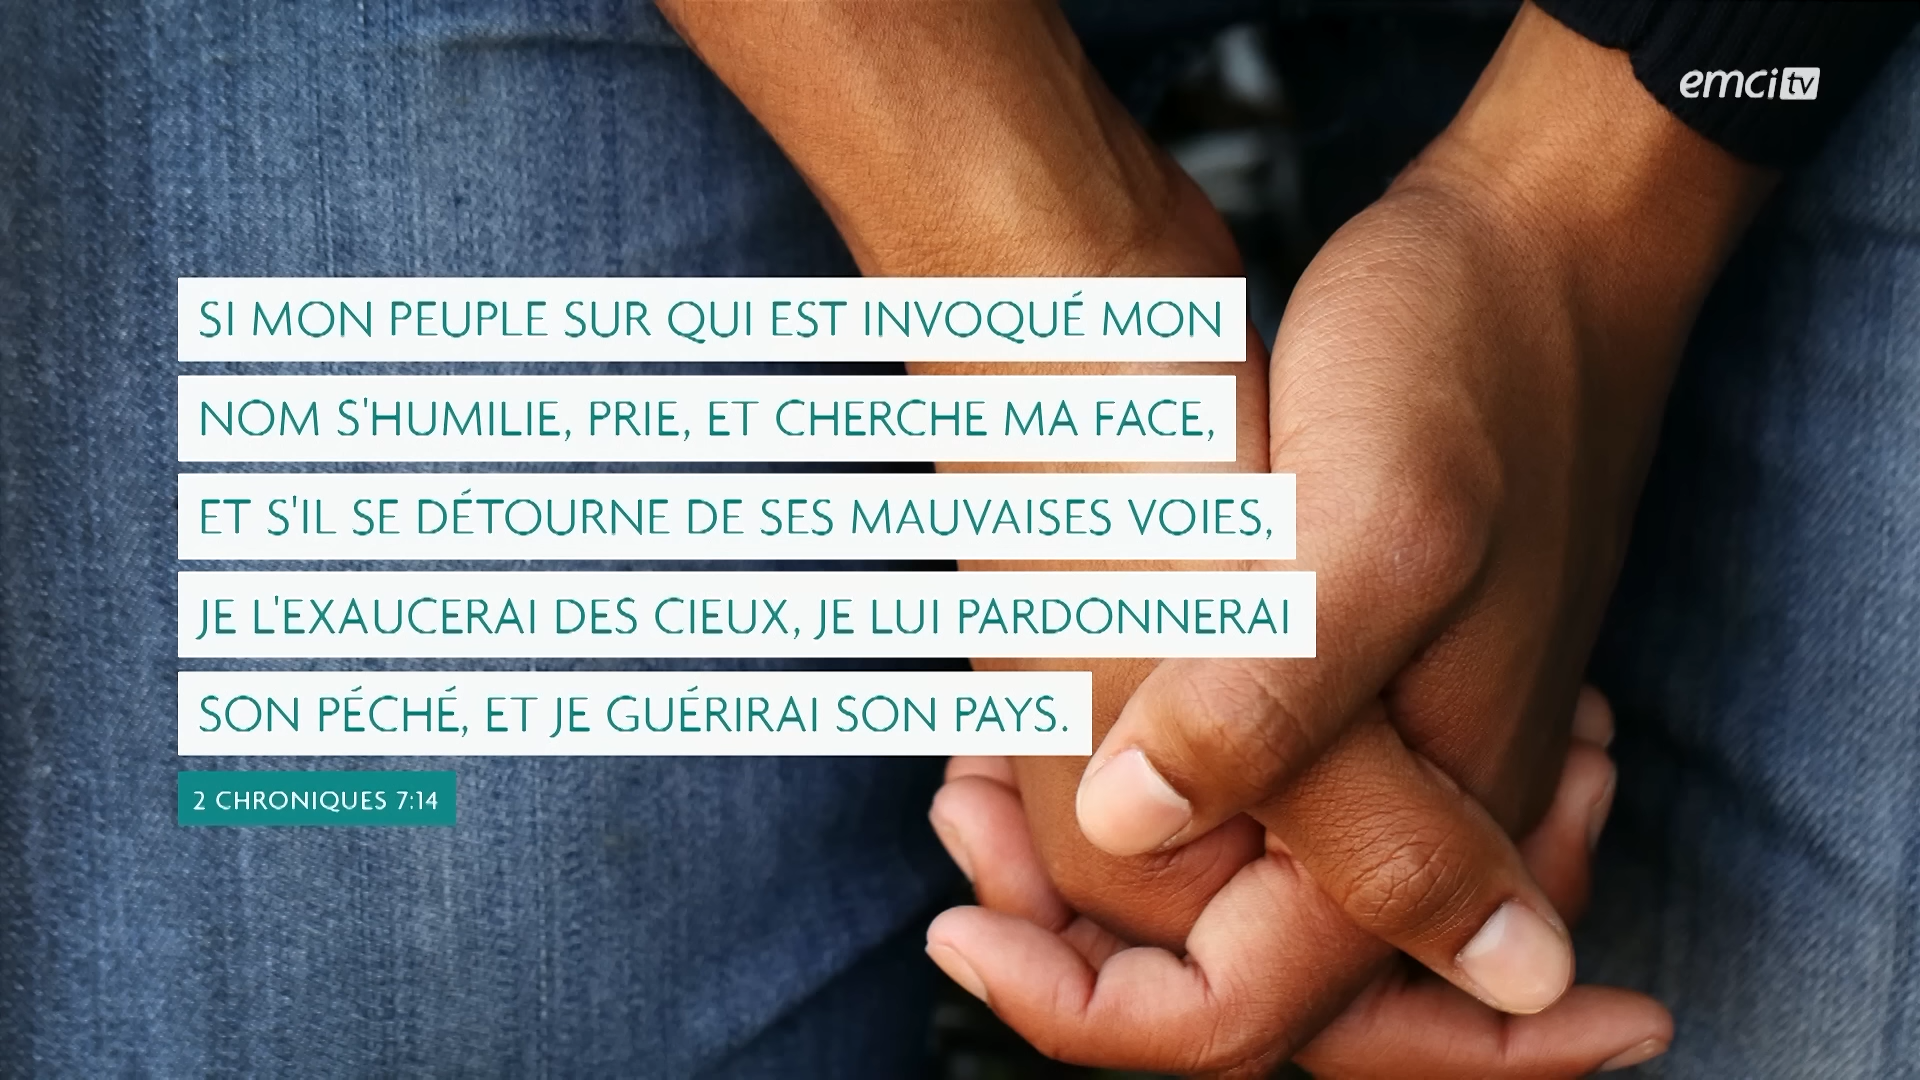 emci tv
SI MON PEUPLE SUR QUI EST INVOQUÉ MON
NOM S'HUMILIE, PRIE, ET CHERCHE MA FACE,
ET S'IL SE DÉTOURNE DE SES MAUVAISES VOIES,
JE L'EXAUCERAI DES CIEUX, JE LUI PARDONNERAI
SON PÉCHÉ, ET JE GUÉRIRAI SON PAYS.
2 CHRONIQUES 7:14